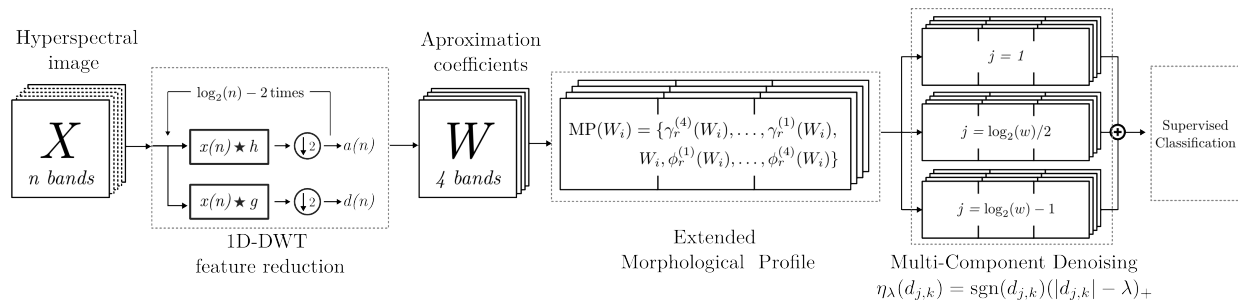 Hyperspectral
image
X
n bands
log₂(n) − 2 times
x(n) ★ h
↓2
a(n)
x(n) ★ g
↓2
d(n)
1D-DWT
feature reduction
Aproximation
coefficients
W
4 bands
MP(Wᵢ) = {γᵣ⁽⁴⁾(Wᵢ), . . . , γᵣ⁽¹⁾(Wᵢ),
Wᵢ, ϕᵣ⁽¹⁾(Wᵢ), . . . , ϕᵣ⁽⁴⁾(Wᵢ)}
Extended
Morphological Profile
j = 1
j = log₂(w)/2
j = log₂(w) − 1
+
Multi-Component Denoising
η_λ(d_{j,k}) = sgn(d_{j,k})(|d_{j,k}| − λ)₊
Supervised
Classification